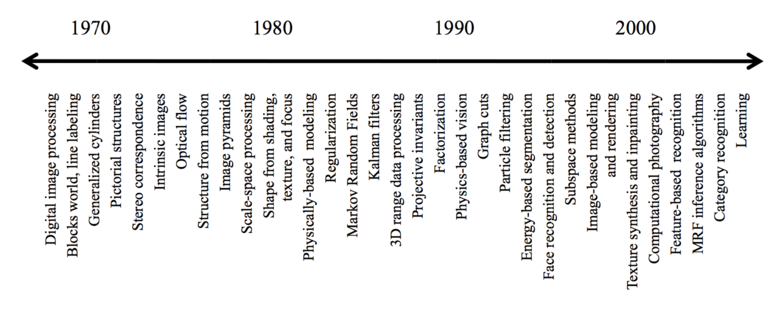 1970
1980
1990
2000
Digital image processing
Blocks world, line labeling
Generalized cylinders
Pictorial structures
Stereo correspondence
Intrinsic images
Optical flow
Structure from motion
Image pyramids
Scale-space processing
Shape from shading,
texture, and focus
Physically-based modeling
Regularization
Markov Random Fields
Kalman filters
3D range data processing
Projective invariants
Factorization
Physics-based vision
Graph cuts
Particle filtering
Energy-based segmentation
Face recognition and detection
Subspace methods
Image-based modeling
and rendering
Texture synthesis and inpainting
Computational photography
Feature-based recognition
MRF inference algorithms
Category recognition
Learning